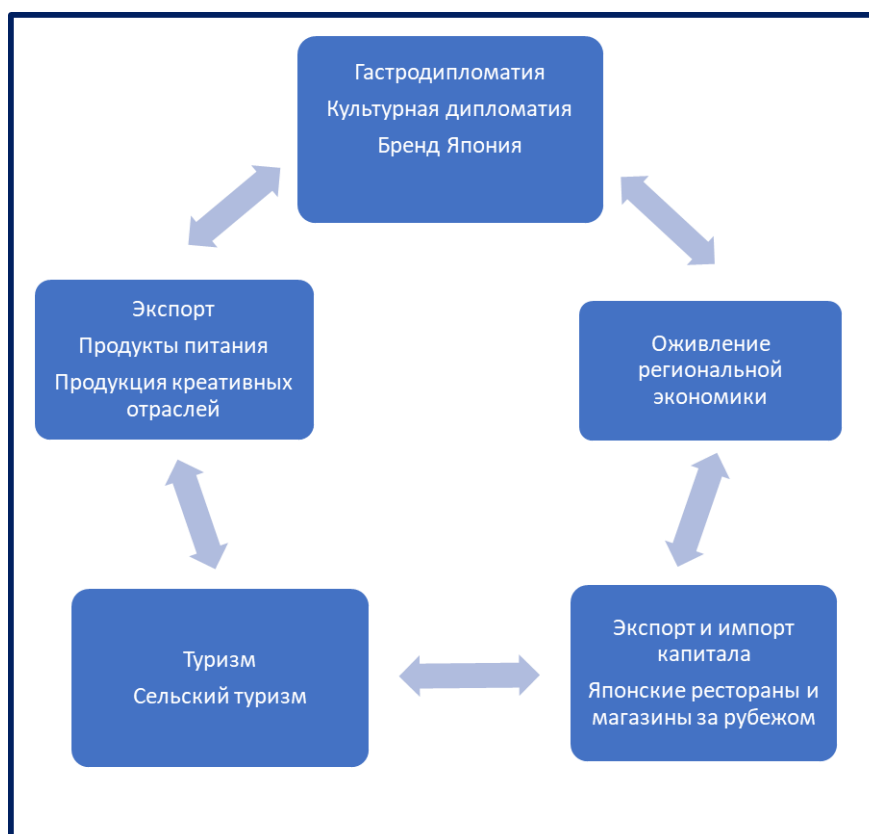 Гастродипломатия
Культурная дипломатия
Бренд Япония
Экспорт
Продукты питания
Продукция креативных
отраслей
Оживление
региональной
экономики
Туризм
Сельский туризм
Экспорт и импорт
капитала
Японские рестораны и
магазины за рубежом